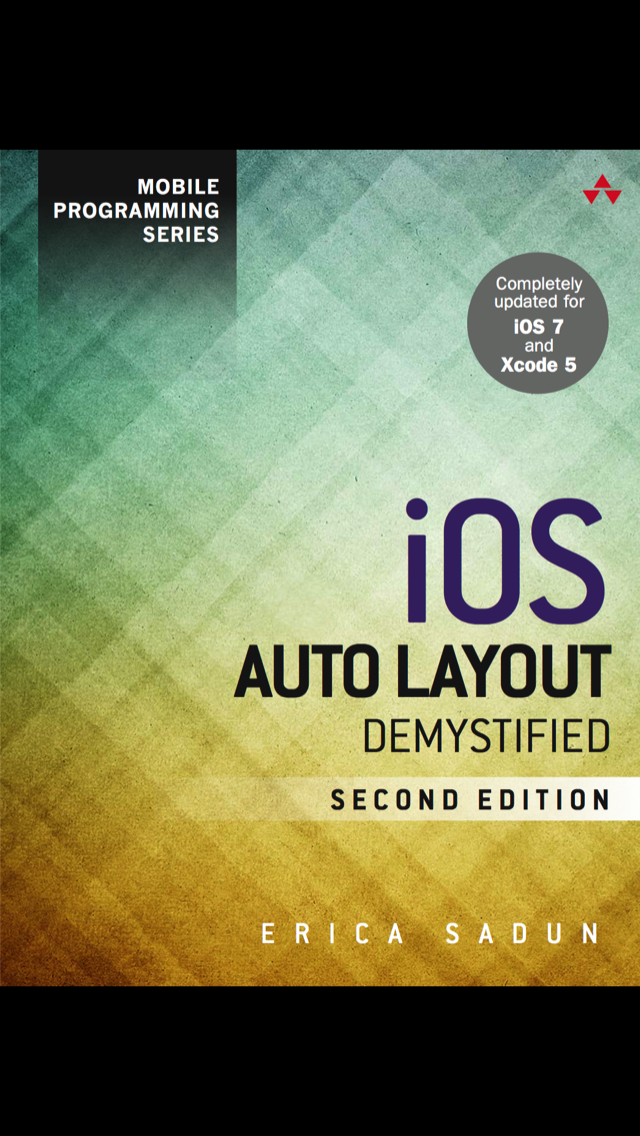 MOBILE
PROGRAMMING
SERIES
Completely
updated for
iOS 7
and
Xcode 5
iOS
AUTO LAYOUT
DEMYSTIFIED
SECOND EDITION
ERICA SADUN